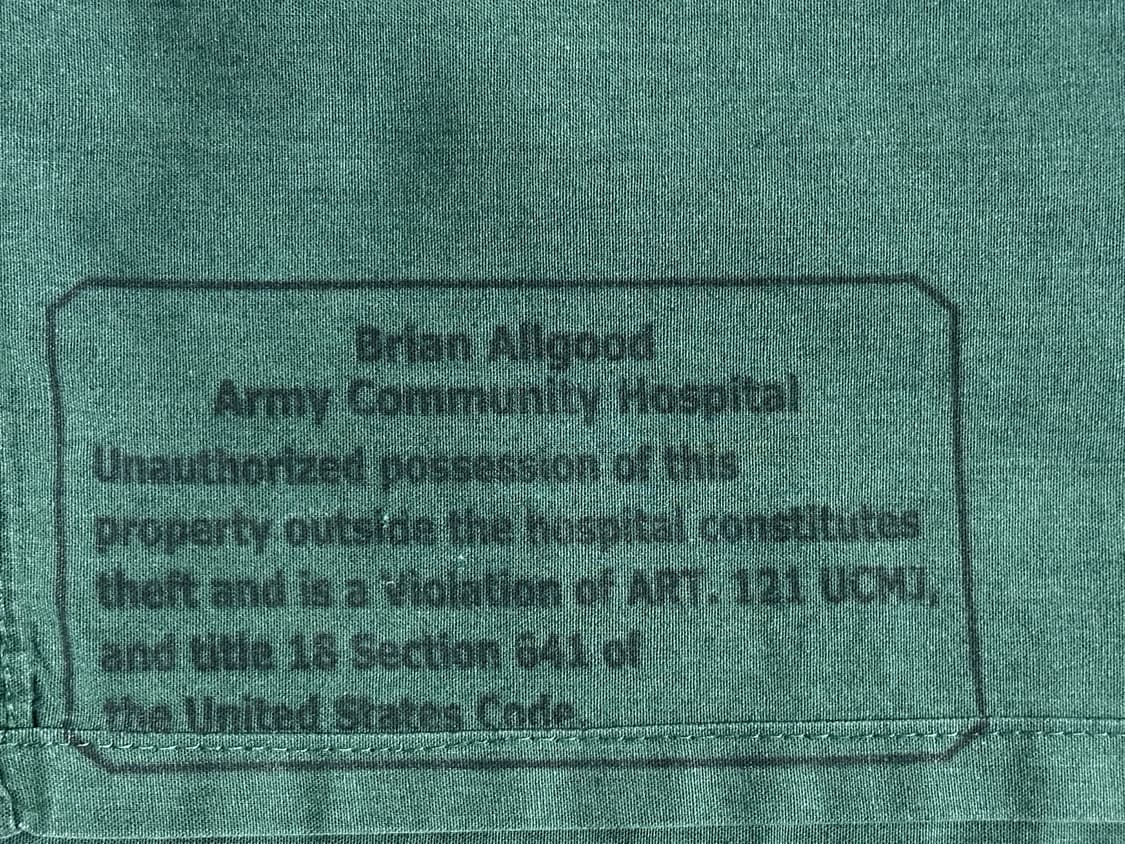 Brian Allgood
Army Community Hospital
Unauthorized possession of this
property outside the hospital constitutes
theft and is a Violation of ART. 121 UCMJ,
and title 18 Section 641 of
the United States Code.